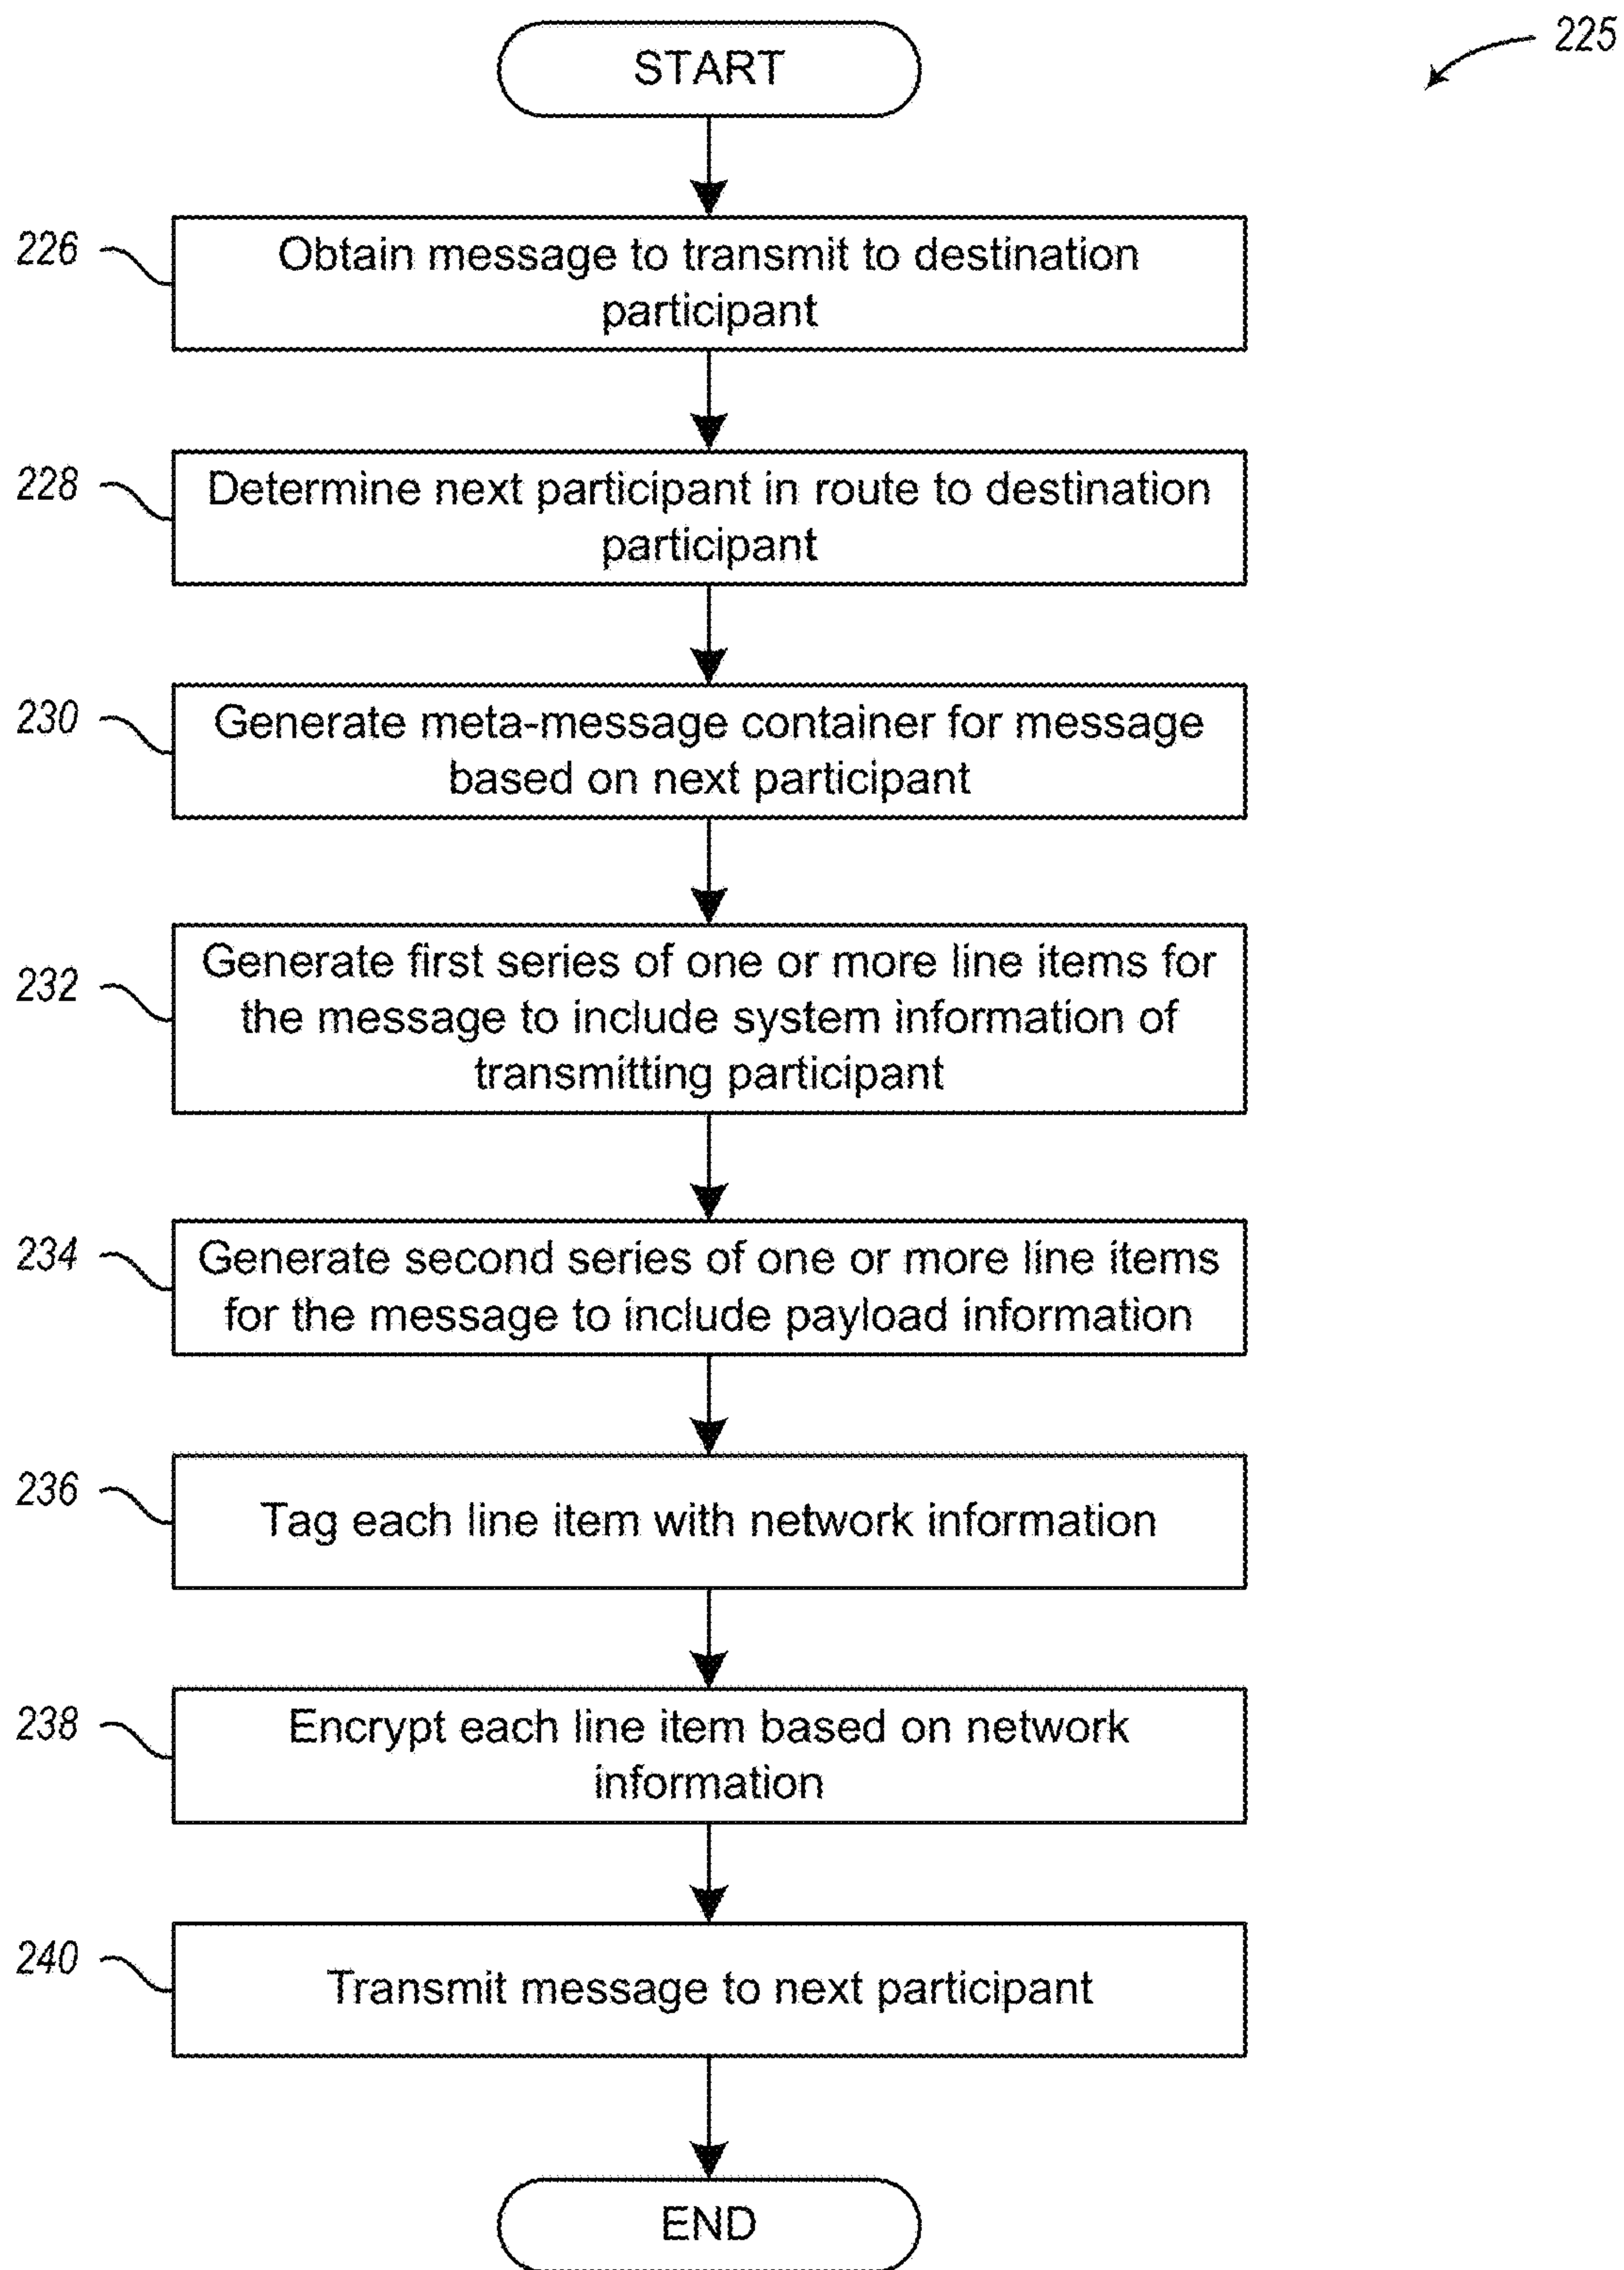 START
225
226
Obtain message to transmit to destination
participant
228
Determine next participant in route to destination
participant
230
Generate meta-message container for message
based on next participant
232
Generate first series of one or more line items for
the message to include system information of
transmitting participant
234
Generate second series of one or more line items
for the message to include payload information
236
Tag each line item with network information
238
Encrypt each line item based on network
information
240
Transmit message to next participant
END